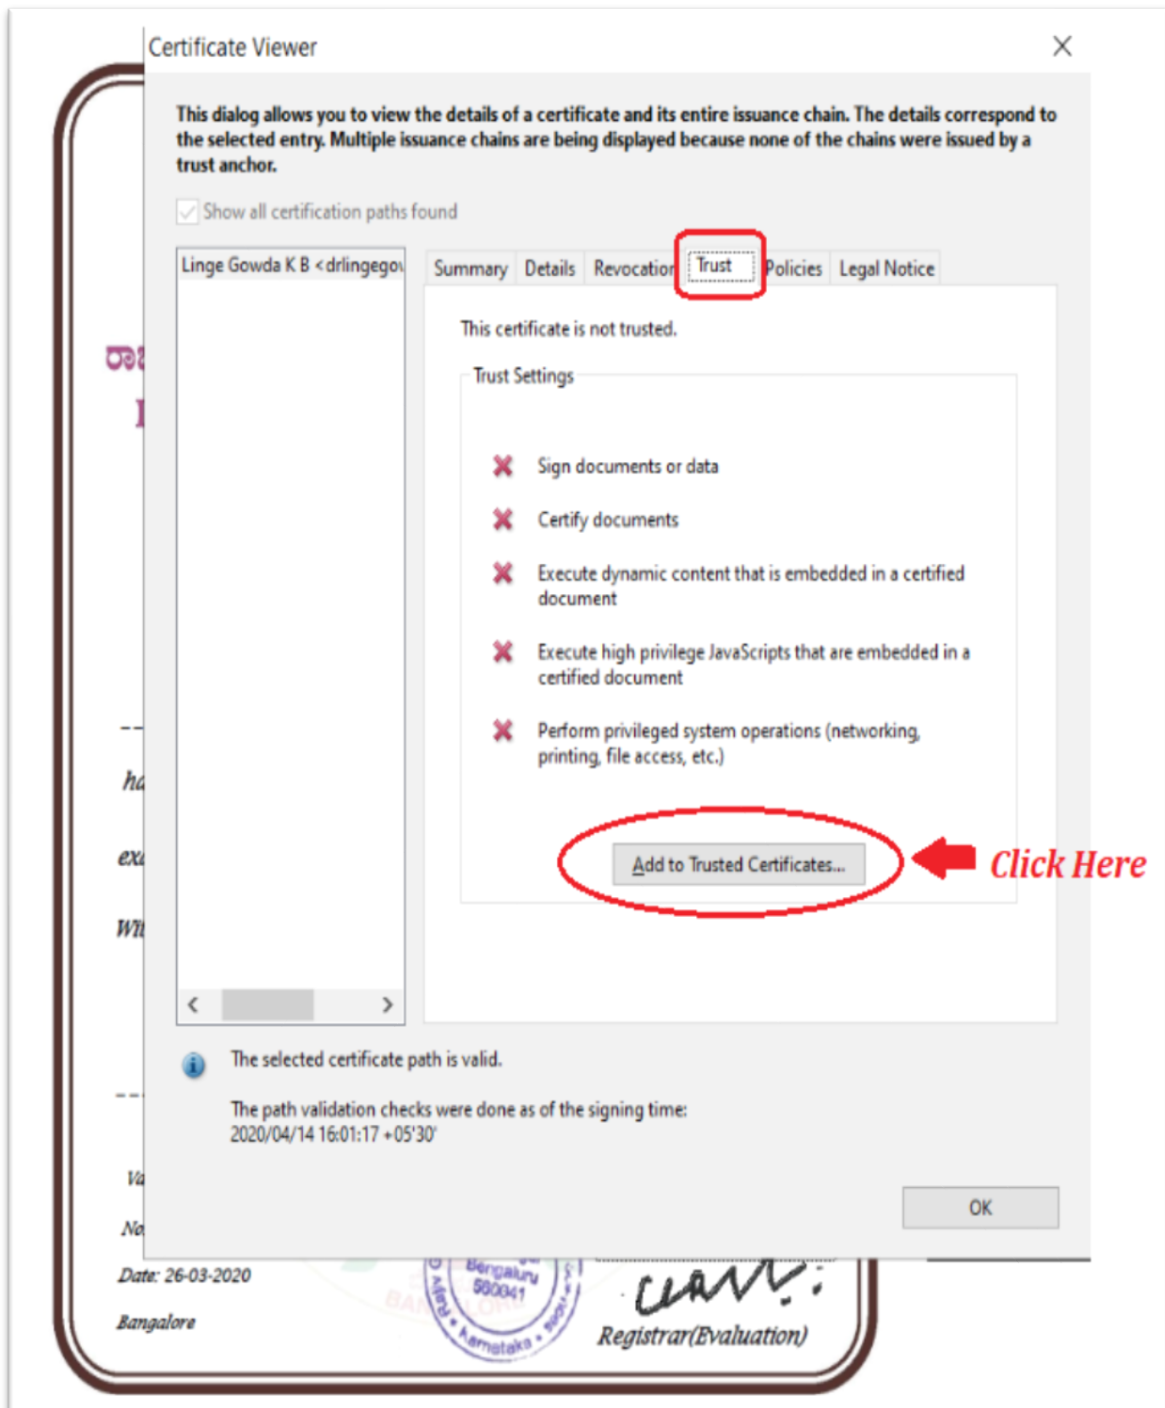 Certificate Viewer
This dialog allows you to view the details of a certificate and its entire issuance chain. The details correspond to
the selected entry. Multiple issuance chains are being displayed because none of the chains were issued by a
trust anchor.
Show all certification paths found
Linge Gowda K B <drlingegov
Summary Details Revocation Trust Policies Legal Notice
This certificate is not trusted.
Trust Settings
Sign documents or data
Certify documents
Execute dynamic content that is embedded in a certified
document
Execute high privilege JavaScripts that are embedded in a
certified document
Perform privileged system operations (networking,
printing, file access, etc.)
Add to Trusted Certificates...
Click Here
The selected certificate path is valid.
The path validation checks were done as of the signing time:
2020/04/14 16:01:17 +05'30'
OK
Date: 26-03-2020
Bangalore
Bengaluru
560041
Karnataka
Registrar(Evaluation)